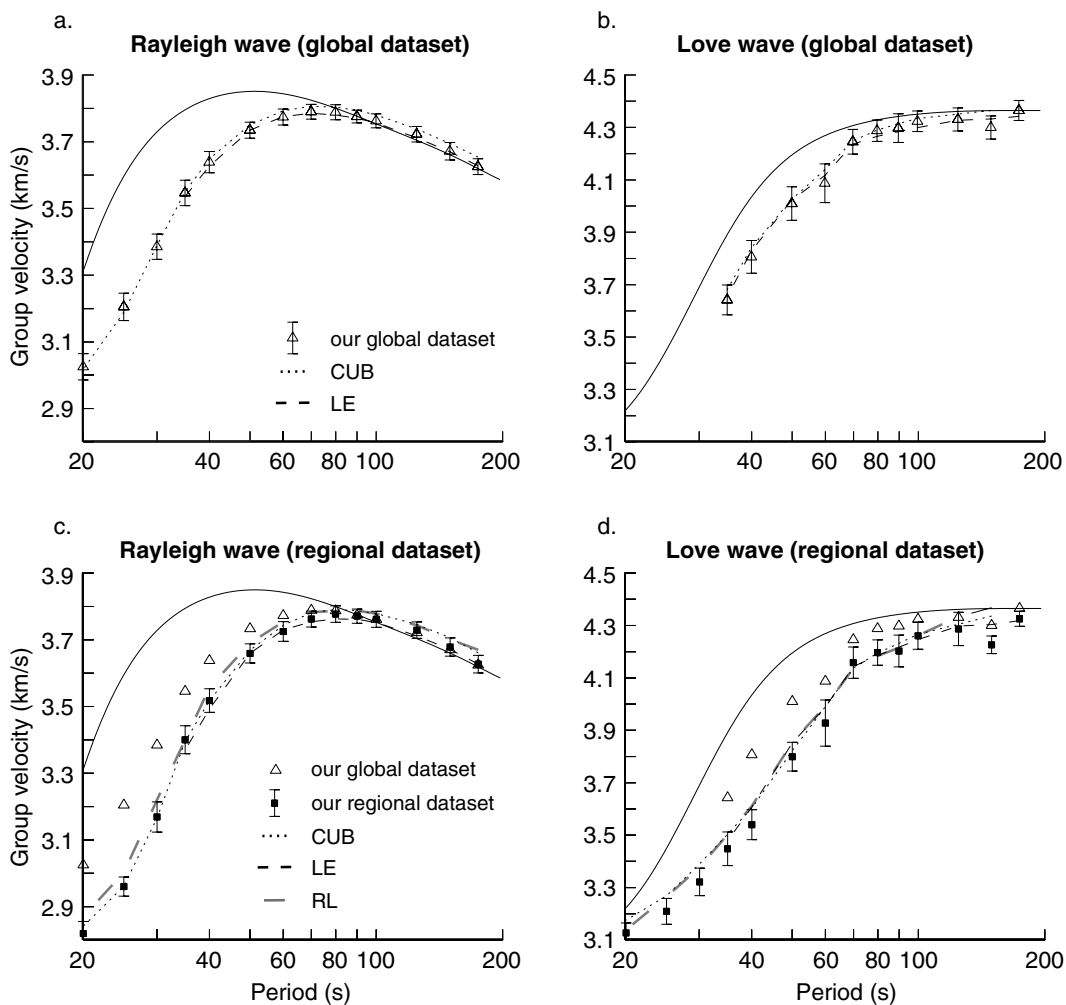 a.
Rayleigh wave (global dataset)
3.9
3.7
3.5
3.3
3.1
2.9
Group velocity (km/s)
our global dataset
CUB
LE
20 40 60 80 100 200
b.
Love wave (global dataset)
4.5
4.3
4.1
3.9
3.7
3.5
3.3
3.1
20 40 60 80 100 200
c.
Rayleigh wave (regional dataset)
3.9
3.7
3.5
3.3
3.1
2.9
Group velocity (km/s)
our global dataset
our regional dataset
CUB
LE
RL
20 40 60 80 100 200
Period (s)
d.
Love wave (regional dataset)
4.5
4.3
4.1
3.9
3.7
3.5
3.3
3.1
20 40 60 80 100 200
Period (s)